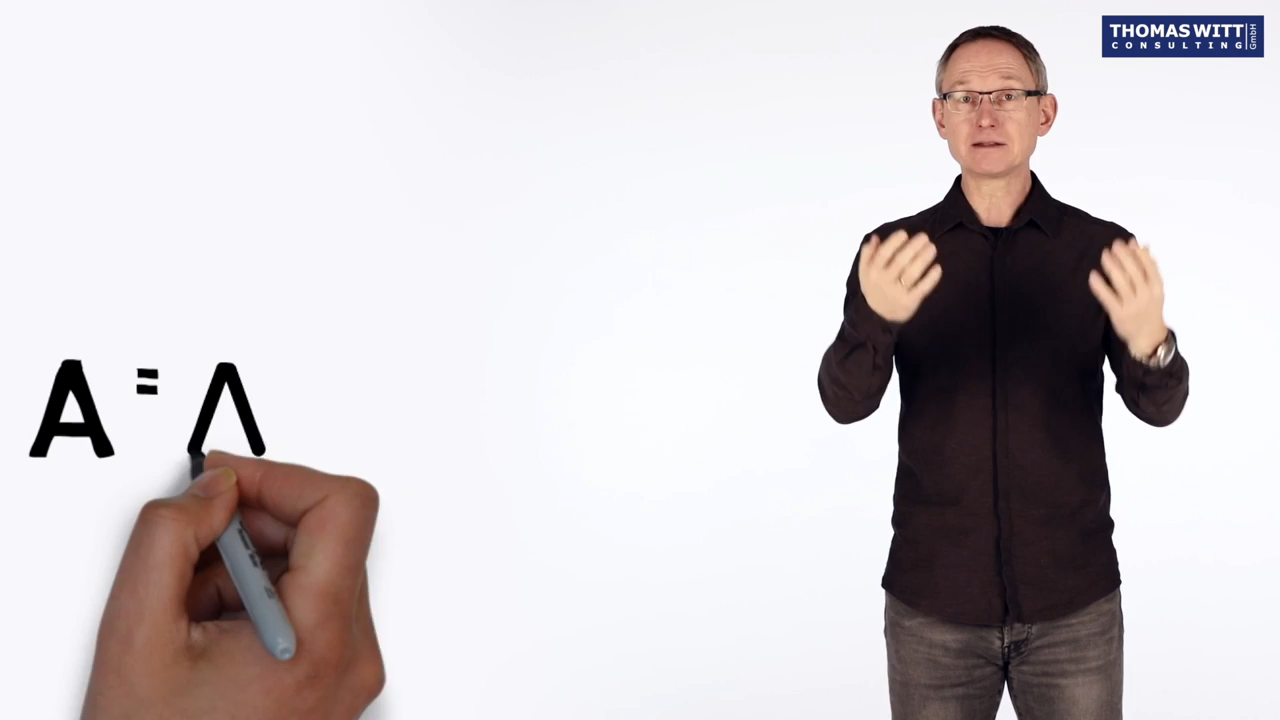 THOMAS WITT
CONSULTING
GmbH
A = Λ